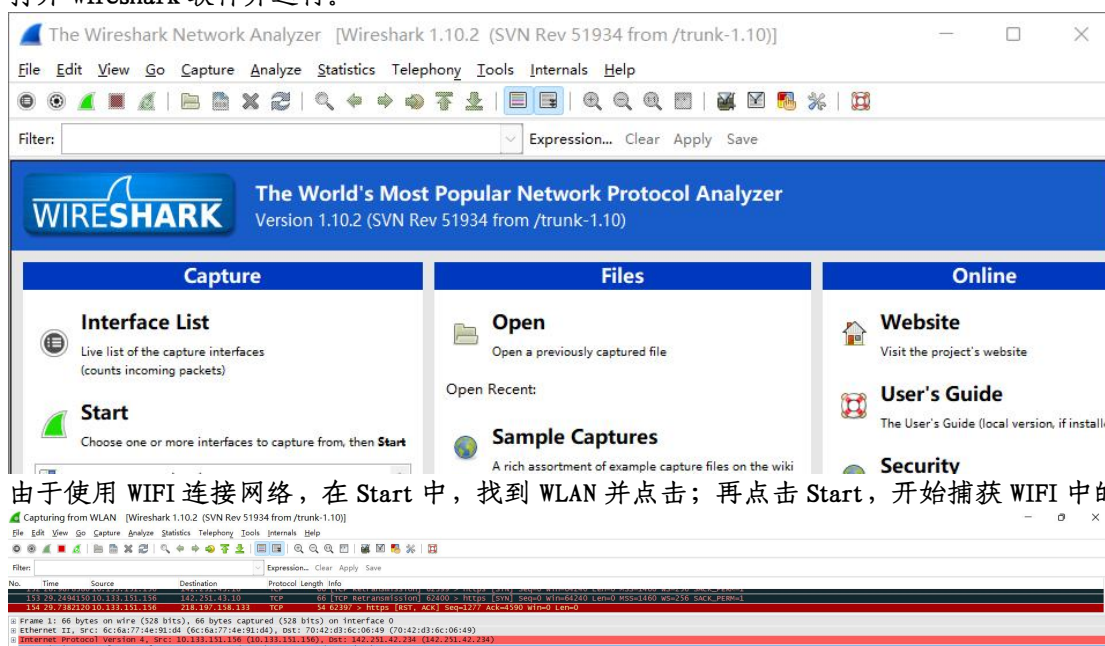 The Wireshark Network Analyzer [Wireshark 1.10.2 (SVN Rev 51934 from /trunk-1.10)]
File Edit View Go Capture Analyze Statistics Telephony Tools Internals Help
Filter: Expression... Clear Apply Save
WIRESHARK
The World's Most Popular Network Protocol Analyzer
Version 1.10.2 (SVN Rev 51934 from /trunk-1.10)
Capture
Interface List
Live list of the capture interfaces
(counts incoming packets)
Start
Choose one or more interfaces to capture from, then Start
Files
Open
Open a previously captured file
Open Recent:
Sample Captures
A rich assortment of example capture files on the wiki
Online
Website
Visit the project's website
User's Guide
The User's Guide (local version, if install
Security
由于使用 WIFI 连接网络，在 Start 中，找到 WLAN 并点击；再点击 Start，开始捕获 WIFI 中的
Capturing from WLAN [Wireshark 1.10.2 (SVN Rev 51934 from /trunk-1.10)]
File Edit View Go Capture Analyze Statistics Telephony Tools Internals Help
Filter: Expression... Clear Apply Save
No. Time Source Destination Protocol Length Info
153 29.2494150 10.133.151.156 142.251.43.10 TCP 66 [TCP Retransmission] 62400 > https [SYN] Seq=0 Win=64240 Len=0 MSS=1460 WS=256 SACK_PERM=1
154 29.7382120 10.133.151.156 218.197.158.133 TCP 54 62397 > https [RST, ACK] Seq=1277 Ack=4590 Win=0 Len=0
Frame 1: 66 bytes on wire (528 bits), 66 bytes captured (528 bits) on interface 0
Ethernet II, Src: 6c:6a:77:4e:91:d4 (6c:6a:77:4e:91:d4), Dst: 70:42:d3:6c:06:49 (70:42:d3:6c:06:49)
Internet Protocol Version 4, Src: 10.133.151.156 (10.133.151.156), Dst: 142.251.42.234 (142.251.42.234)